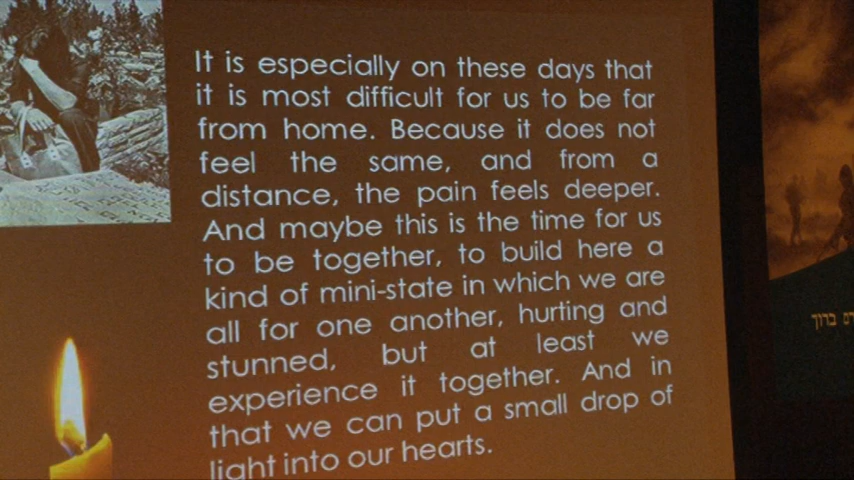 It is especially on these days that
it is most difficult for us to be far
from home. Because it does not
feel the same, and from a
distance, the pain feels deeper.
And maybe this is the time for us
to be together, to build here a
kind of mini-state in which we are
all for one another, hurting and
stunned, but at least we
experience it together. And in
that we can put a small drop of
light into our hearts.
ברוך